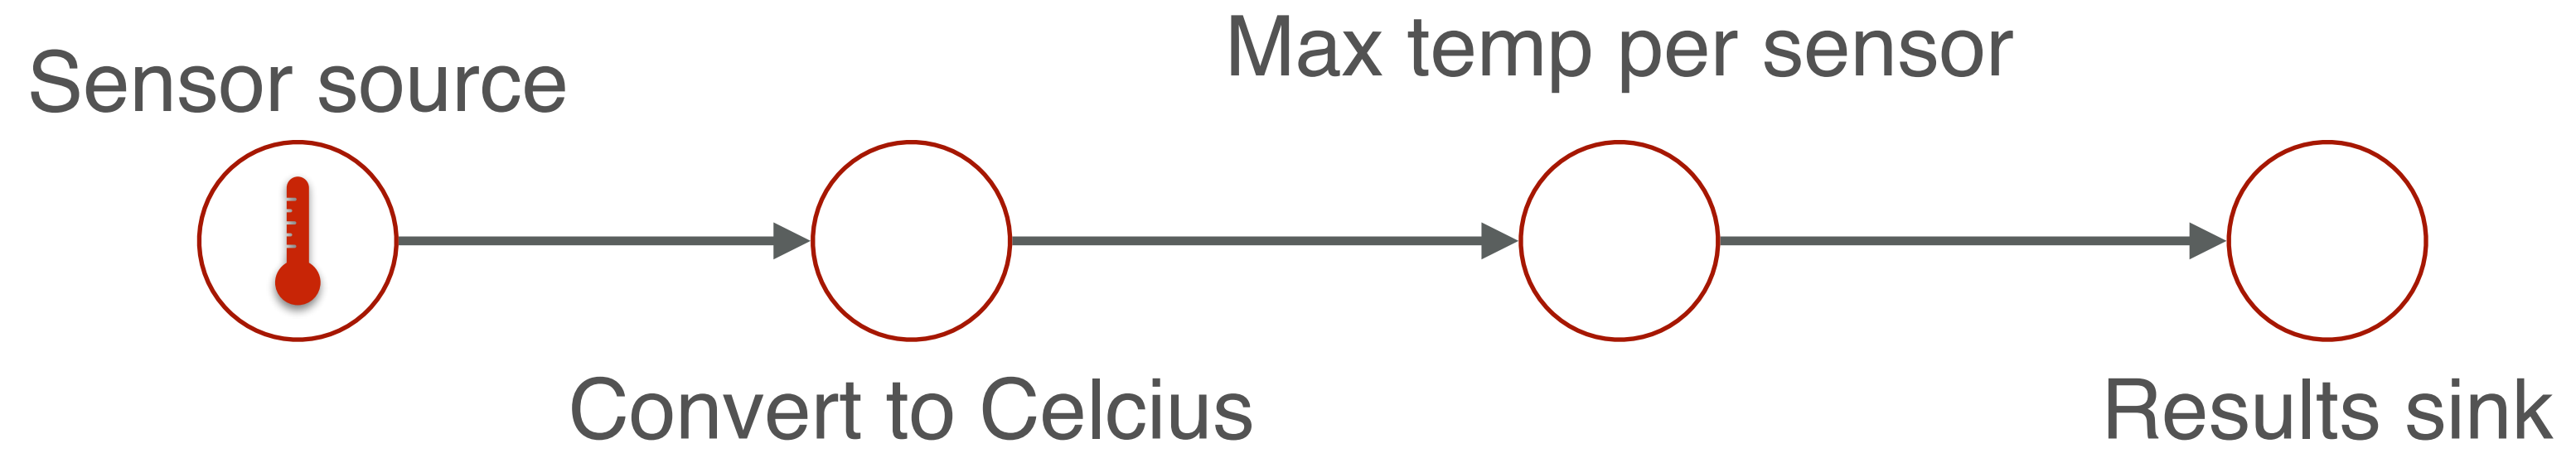 Sensor source
Convert to Celcius
Max temp per sensor
Results sink